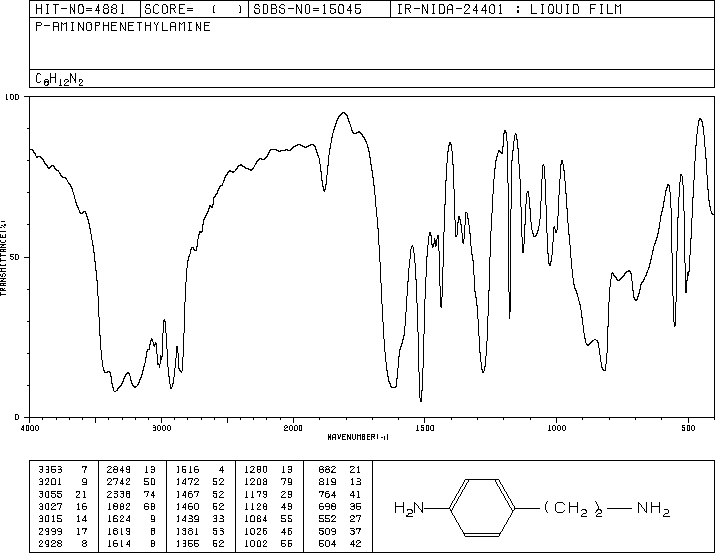 HIT-NO=4881 SCORE= ( ) SDBS-NO=15045 IR-NIDA-24401 : LIQUID FILM
P-AMINOPHENETHYLAMINE
C8H12N2
100
50
0
TRANSMITTANCE(%)
4000 3000 2000 1500 1000 500
WAVENUMBER(-1)
3353 7 2849 13 1516 4 1280 13 882 21
3201 9 2742 50 1472 52 1208 79 819 13
3055 21 2338 74 1467 52 1179 29 764 41
3027 16 1882 68 1460 52 1128 49 698 35
3015 14 1624 9 1439 33 1084 55 552 27
2999 17 1619 8 1381 53 1026 46 509 37
2928 8 1614 8 1355 52 1002 55 504 42
H2N (CH2)2 NH2